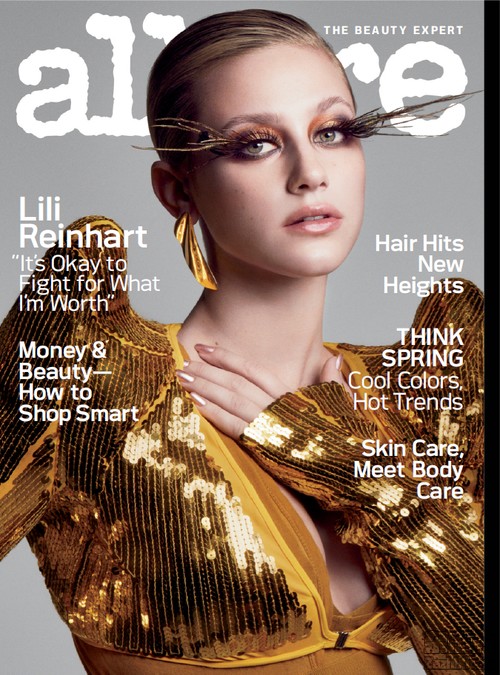 THE BEAUTY EXPERT
allure
Lili
Reinhart
“It’s Okay to
Fight for What
I’m Worth”
Money &
Beauty—
How to
Shop Smart
Hair Hits
New
Heights
THINK
SPRING
Cool Colors,
Hot Trends
Skin Care,
Meet Body
Care